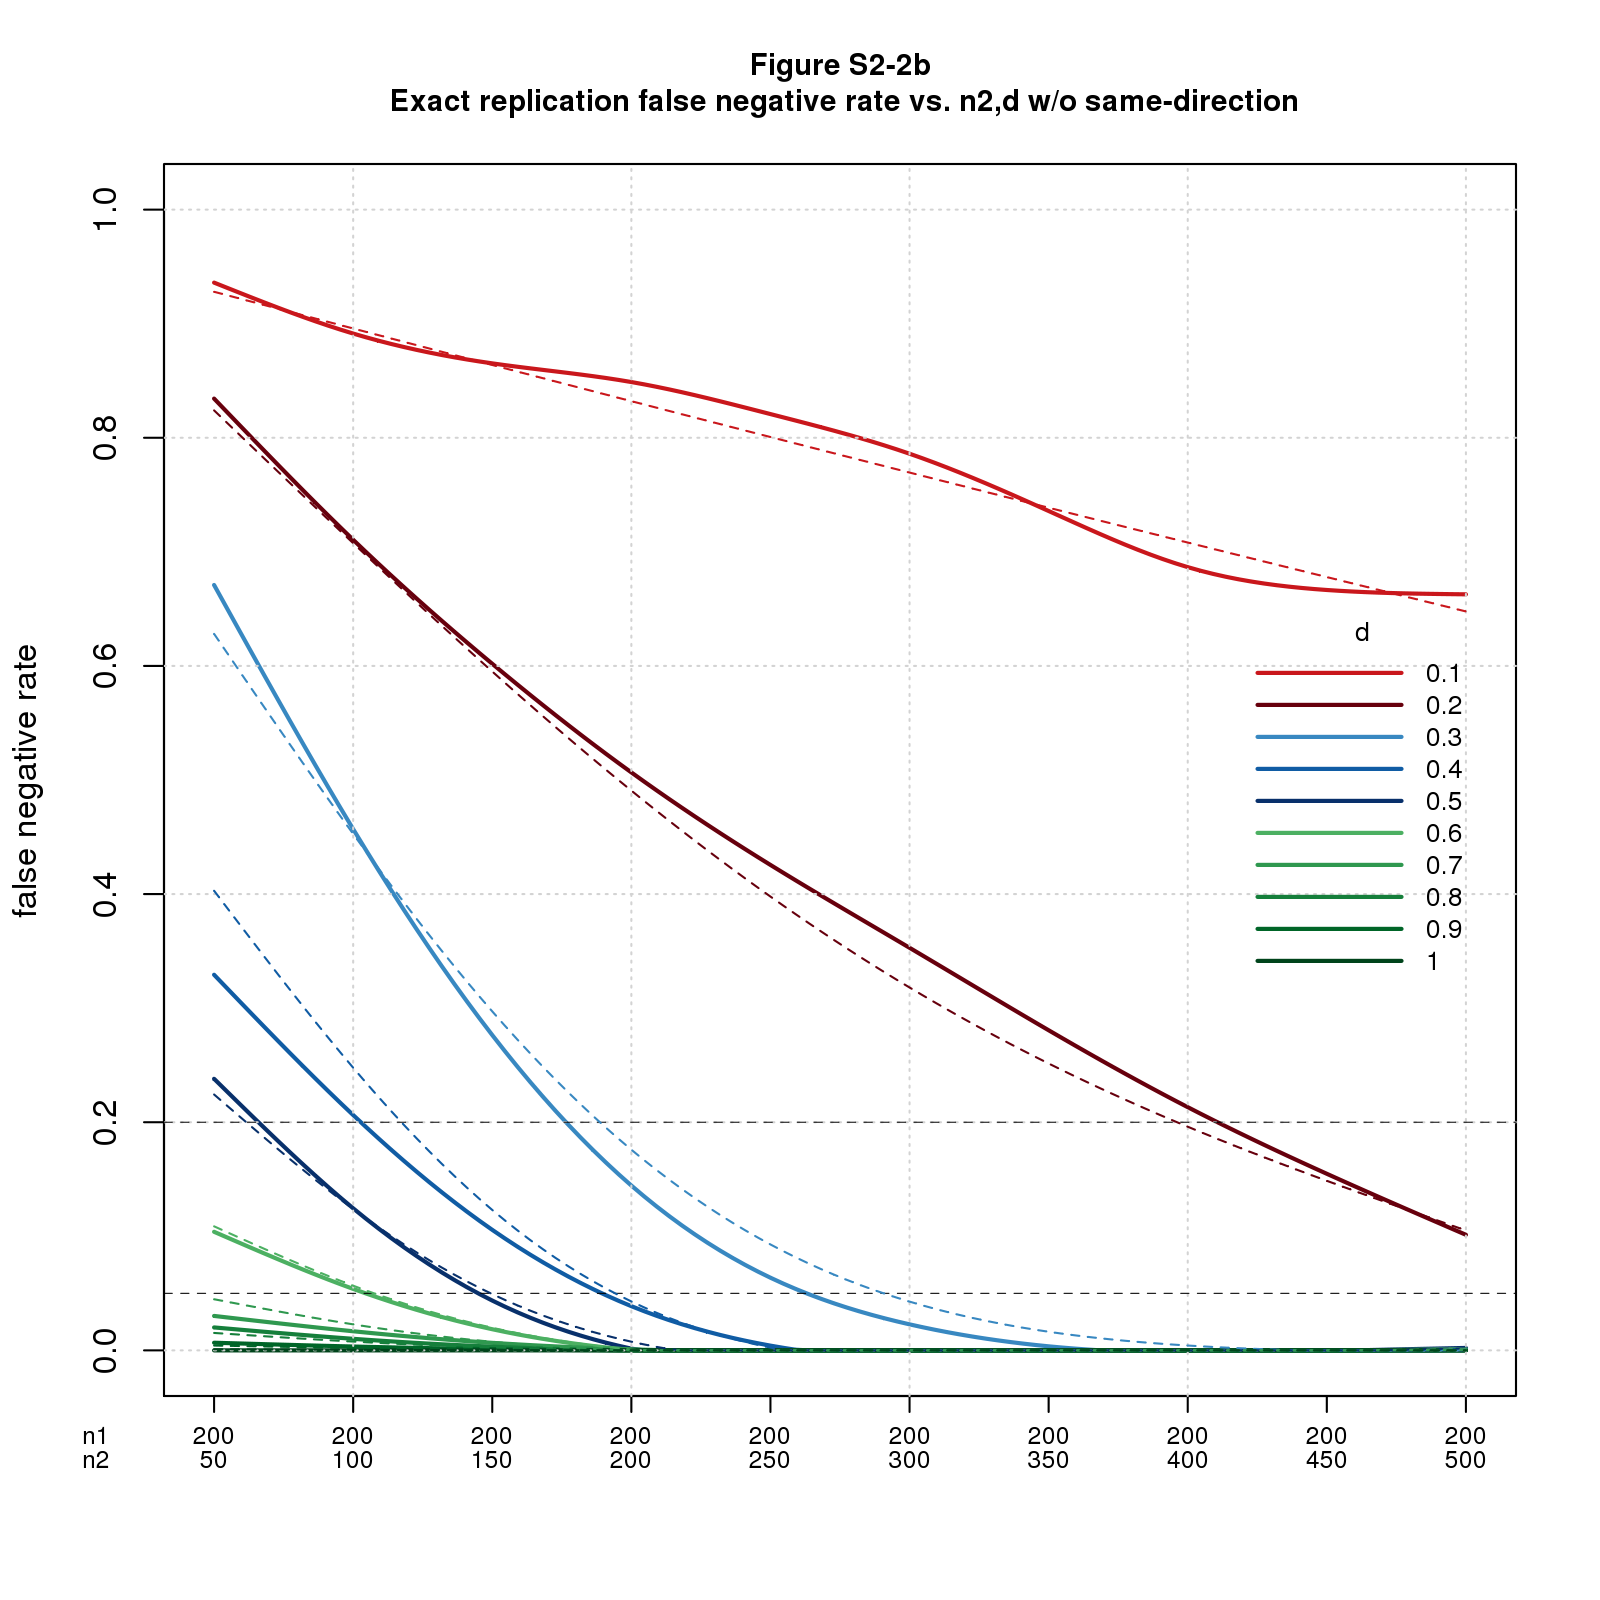 Figure S2-2b
Exact replication false negative rate vs. n2,d w/o same-direction
false negative rate
1.0
0.8
0.6
0.4
0.2
0.0
d
0.1
0.2
0.3
0.4
0.5
0.6
0.7
0.8
0.9
1
n1 200 200 200 200 200 200 200 200 200 200
n2 50 100 150 200 250 300 350 400 450 500